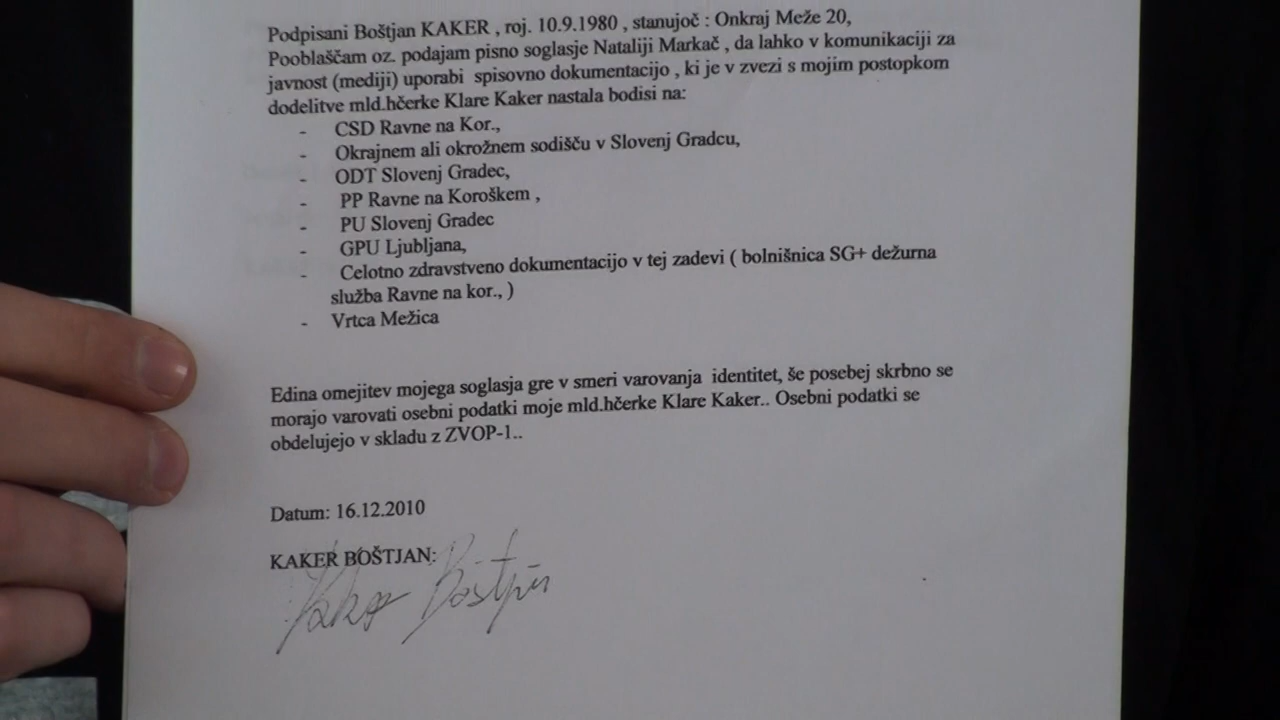 Podpisani Boštjan KAKER , roj. 10.9.1980 , stanujoč : Onkraj Meže 20,
Pooblaščam oz. podajam pisno soglasje Nataliji Markač , da lahko v komunikaciji za
javnost (mediji) uporabi spisovno dokumentacijo , ki je v zvezi s mojim postopkom
dodelitve mld.hčerke Klare Kaker nastala bodisi na:
- CSD Ravne na Kor.,
- Okrajnem ali okrožnem sodišču v Slovenj Gradcu,
- ODT Slovenj Gradec,
- PP Ravne na Koroškem ,
- PU Slovenj Gradec
- GPU Ljubljana,
- Celotno zdravstveno dokumentacijo v tej zadevi ( bolnišnica SG+ dežurna
služba Ravne na kor., )
- Vrtca Mežica
Edina omejitev mojega soglasja gre v smeri varovanja identitet, še posebej skrbno se
morajo varovati osebni podatki moje mld.hčerke Klare Kaker.. Osebni podatki se
obdelujejo v skladu z ZVOP-1..
Datum: 16.12.2010
KAKER BOŠTJAN:
Kaker Boštjan